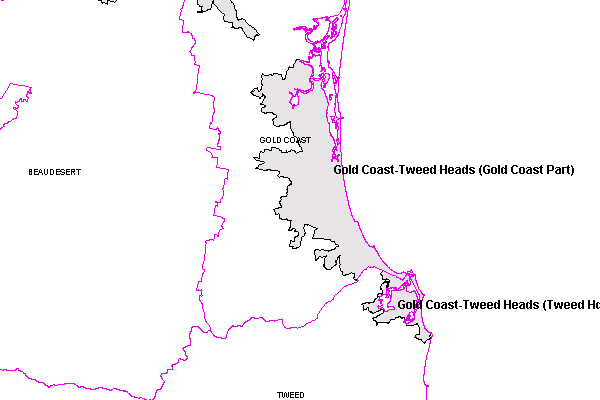 GOLD COAST
Gold Coast-Tweed Heads (Gold Coast Part)
BEAUDESERT
Gold Coast-Tweed Heads (Tweed He
TWEED